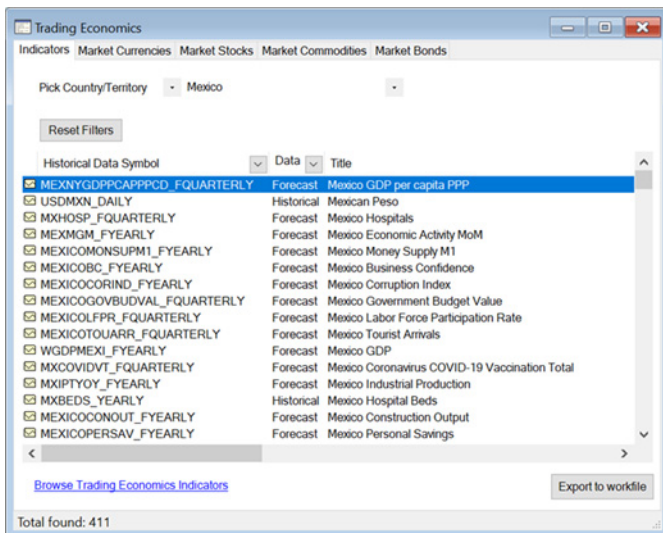 Trading Economics
Indicators Market Currencies Market Stocks Market Commodities Market Bonds
Pick Country/Territory Mexico
Reset Filters
Historical Data Symbol Data Title
MEXNYGDPPCAPPPCD_FQUARTERLY Forecast Mexico GDP per capita PPP
USDMXN_DAILY Historical Mexican Peso
MXHOSP_FQUARTERLY Forecast Mexico Hospitals
MEXMGM_FYEARLY Forecast Mexico Economic Activity MoM
MEXICOMONSUPM1_FYEARLY Forecast Mexico Money Supply M1
MEXICOBC_FYEARLY Forecast Mexico Business Confidence
MEXICOCORIND_FYEARLY Forecast Mexico Corruption Index
MEXICOGOVBUDVAL_FQUARTERLY Forecast Mexico Government Budget Value
MEXICOLFPR_FQUARTERLY Forecast Mexico Labor Force Participation Rate
MEXICOTOUARR_FQUARTERLY Forecast Mexico Tourist Arrivals
WGDPMEXI_FYEARLY Forecast Mexico GDP
MXCOVIDVT_FQUARTERLY Forecast Mexico Coronavirus COVID-19 Vaccination Total
MXIPTYOY_FYEARLY Forecast Mexico Industrial Production
MXBEDS_YEARLY Historical Mexico Hospital Beds
MEXICOCONOUT_FYEARLY Forecast Mexico Construction Output
MEXICOPERSAV_FYEARLY Forecast Mexico Personal Savings
Browse Trading Economics Indicators Export to workfile
Total found: 411